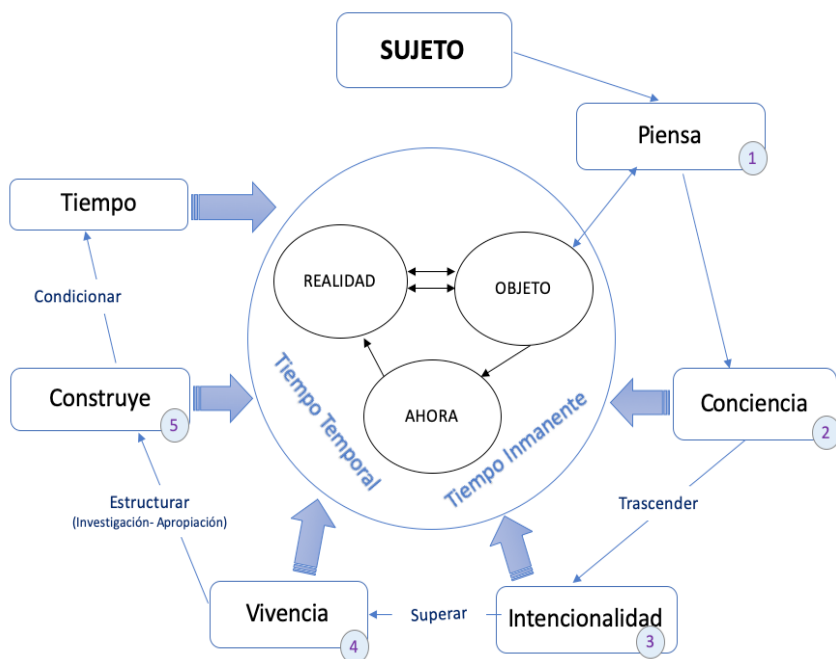 SUJETO
Piensa
1
Tiempo
REALIDAD
OBJETO
Condicionar
AHORA
Tiempo Temporal
Tiempo Inmanente
Construye
5
Conciencia
2
Estructurar
(Investigación- Apropiación)
Trascender
Vivencia
4
Superar
Intencionalidad
3